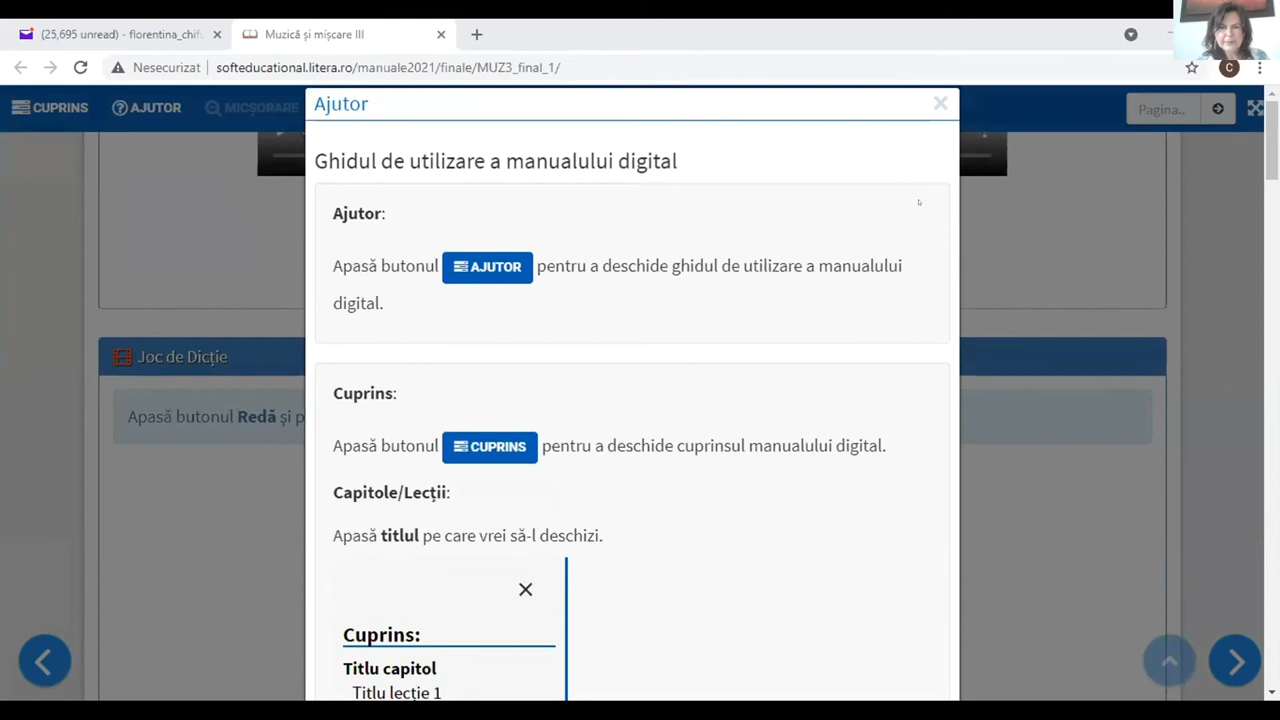 (25,695 unread) - florentina_chif
Muzică și mișcare III
Nesecurizat
softeducational.litera.ro/manuale2021/finale/MUZ3_final_1/
C
CUPRINS
AJUTOR
MICȘORARE
Pagina..
Ajutor
Ghidul de utilizare a manualului digital
Ajutor:
Apasă butonul AJUTOR pentru a deschide ghidul de utilizare a manualului
digital.
Joc de Dicție
Apasă butonul Redă și p
Cuprins:
Apasă butonul CUPRINS pentru a deschide cuprinsul manualului digital.
Capitole/Lecții:
Apasă titlul pe care vrei să-l deschizi.
Cuprins:
Titlu capitol
Titlu lecție 1